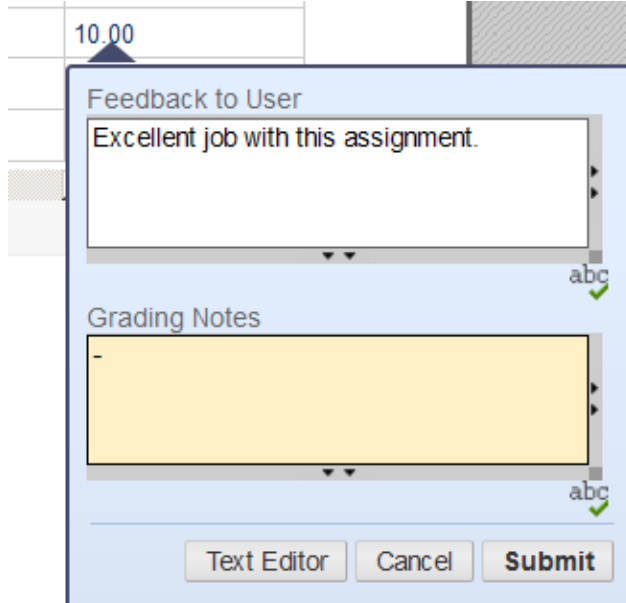 10.00
Feedback to User
Excellent job with this assignment.
abc
Grading Notes
-
abc
Text Editor Cancel Submit